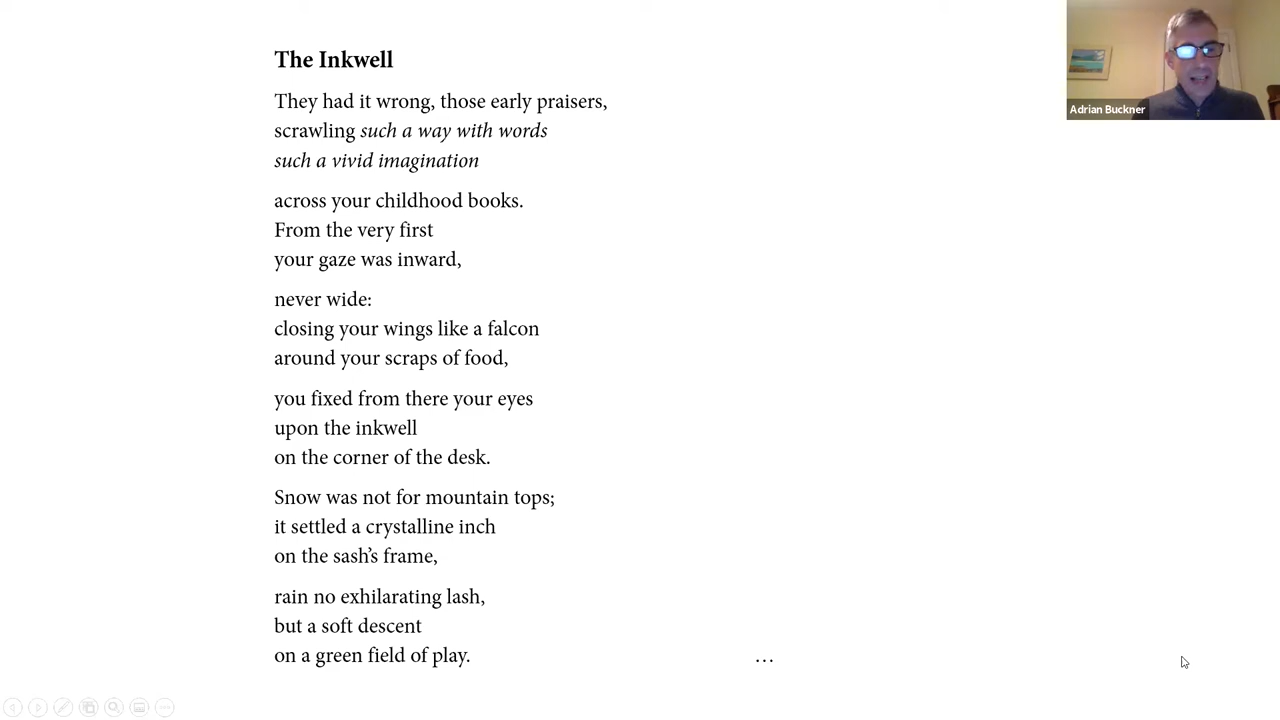 The Inkwell
They had it wrong, those early praisers,
scrawling such a way with words
such a vivid imagination
across your childhood books.
From the very first
your gaze was inward,
never wide:
closing your wings like a falcon
around your scraps of food,
you fixed from there your eyes
upon the inkwell
on the corner of the desk.
Snow was not for mountain tops;
it settled a crystalline inch
on the sash’s frame,
rain no exhilarating lash,
but a soft descent
on a green field of play.
…
Adrian Buckner